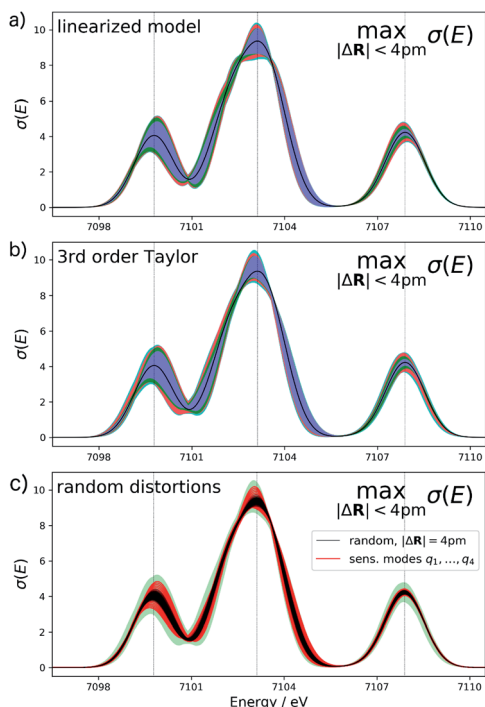 a)
linearized model
max σ(E)
|ΔR| < 4pm
10
8
6
4
2
0
σ(E)
7098 7101 7104 7107 7110
b)
3rd order Taylor
max σ(E)
|ΔR| < 4pm
10
8
6
4
2
0
σ(E)
7098 7101 7104 7107 7110
c)
random distortions
max σ(E)
|ΔR| < 4pm
random, |ΔR| = 4pm
sens. modes q₁, ..., q₄
10
8
6
4
2
0
σ(E)
7098 7101 7104 7107 7110
Energy / eV